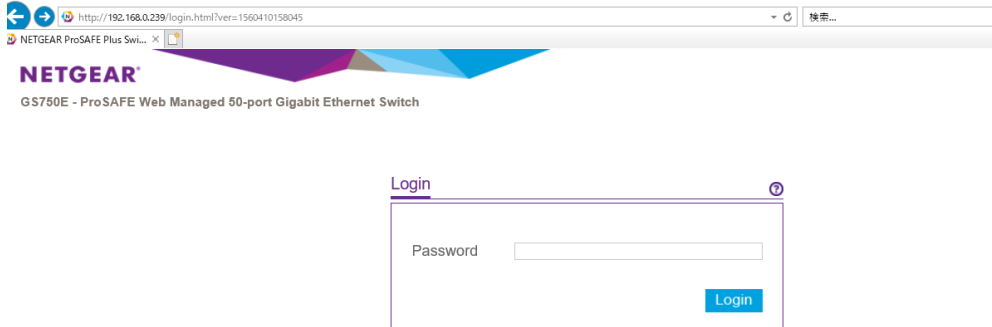 http://192.168.0.239/login.html?ver=1560410158045
検索...
NETGEAR ProSAFE Plus Swi...
NETGEAR®
GS750E - ProSAFE Web Managed 50-port Gigabit Ethernet Switch
Login
Password
Login